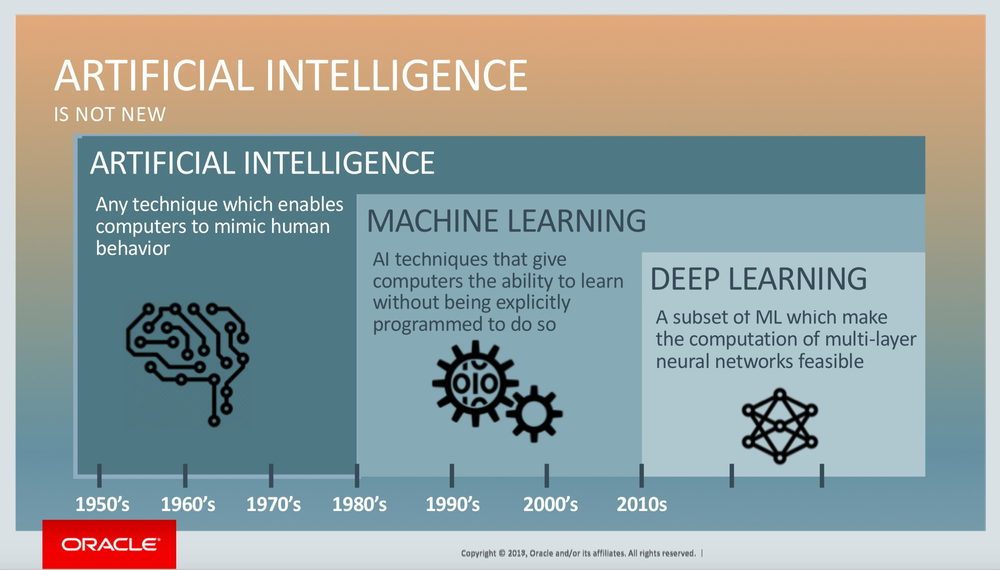 ARTIFICIAL INTELLIGENCE
IS NOT NEW
ARTIFICIAL INTELLIGENCE
Any technique which enables
computers to mimic human
behavior
MACHINE LEARNING
AI techniques that give
computers the ability to learn
without being explicitly
programmed to do so
DEEP LEARNING
A subset of ML which make
the computation of multi-layer
neural networks feasible
OIO
1950's
1960's
1970's
1980's
1990's
2000's
2010s
ORACLE®
Copyright © Oracle and/or its affiliates. All rights reserved. |